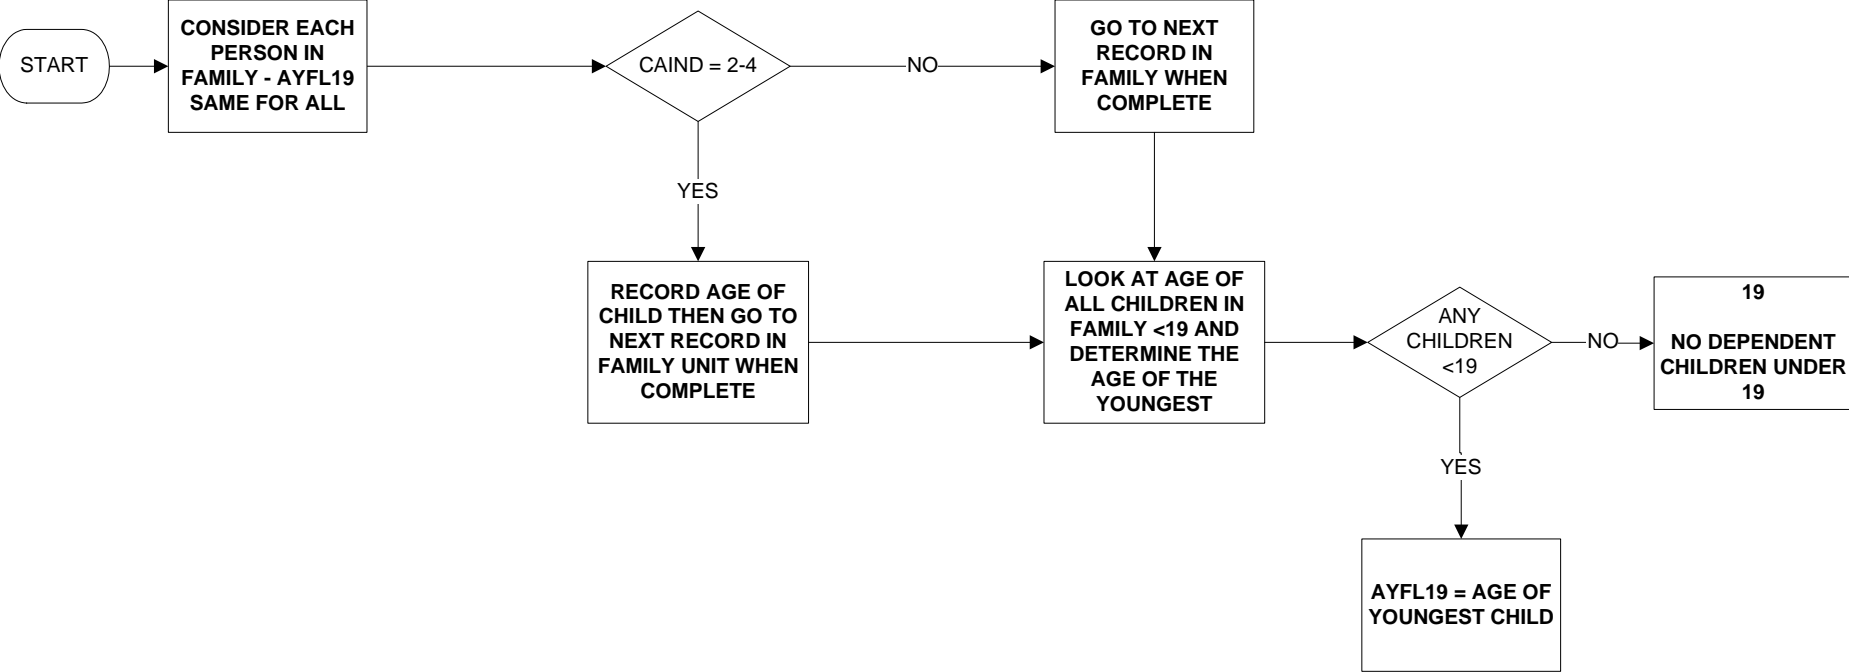 START
CONSIDER EACH
PERSON IN
FAMILY - AYFL19
SAME FOR ALL
CAIND = 2-4
NO
GO TO NEXT
RECORD IN
FAMILY WHEN
COMPLETE
YES
RECORD AGE OF
CHILD THEN GO TO
NEXT RECORD IN
FAMILY UNIT WHEN
COMPLETE
LOOK AT AGE OF
ALL CHILDREN IN
FAMILY <19 AND
DETERMINE THE
AGE OF THE
YOUNGEST
ANY
CHILDREN
<19
NO
19
NO DEPENDENT
CHILDREN UNDER
19
YES
AYFL19 = AGE OF
YOUNGEST CHILD